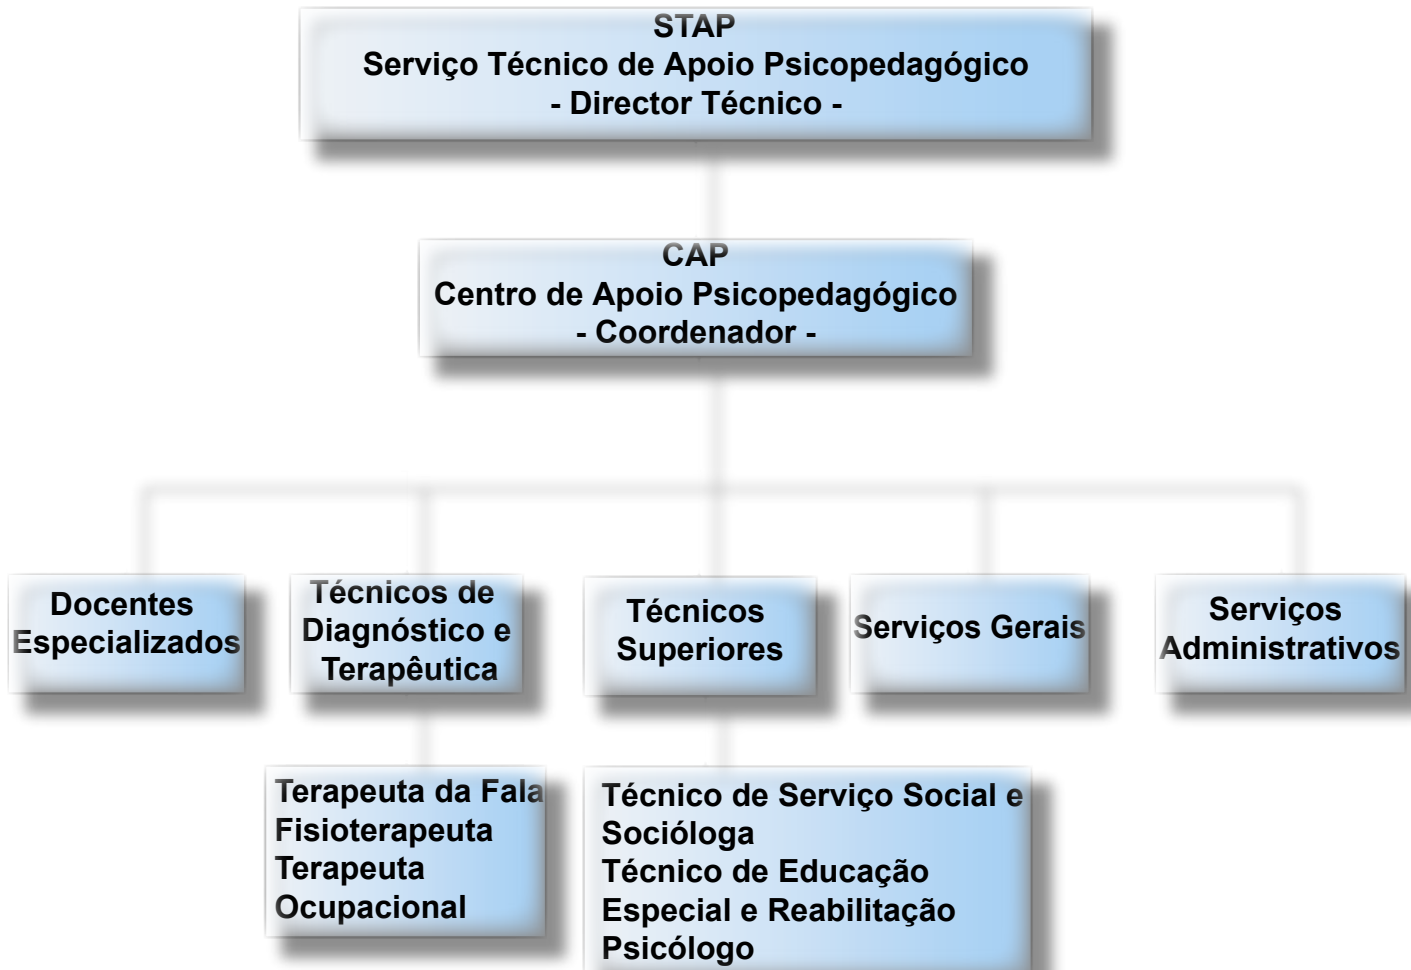 STAP
Serviço Técnico de Apoio Psicopedagógico
- Director Técnico -
CAP
Centro de Apoio Psicopedagógico
- Coordenador -
Docentes
Especializados
Técnicos de
Diagnóstico e
Terapêutica
Técnicos
Superiores
Serviços Gerais
Serviços
Administrativos
Terapeuta da Fala
Fisioterapeuta
Terapeuta
Ocupacional
Técnico de Serviço Social e
Socióloga
Técnico de Educação
Especial e Reabilitação
Psicólogo